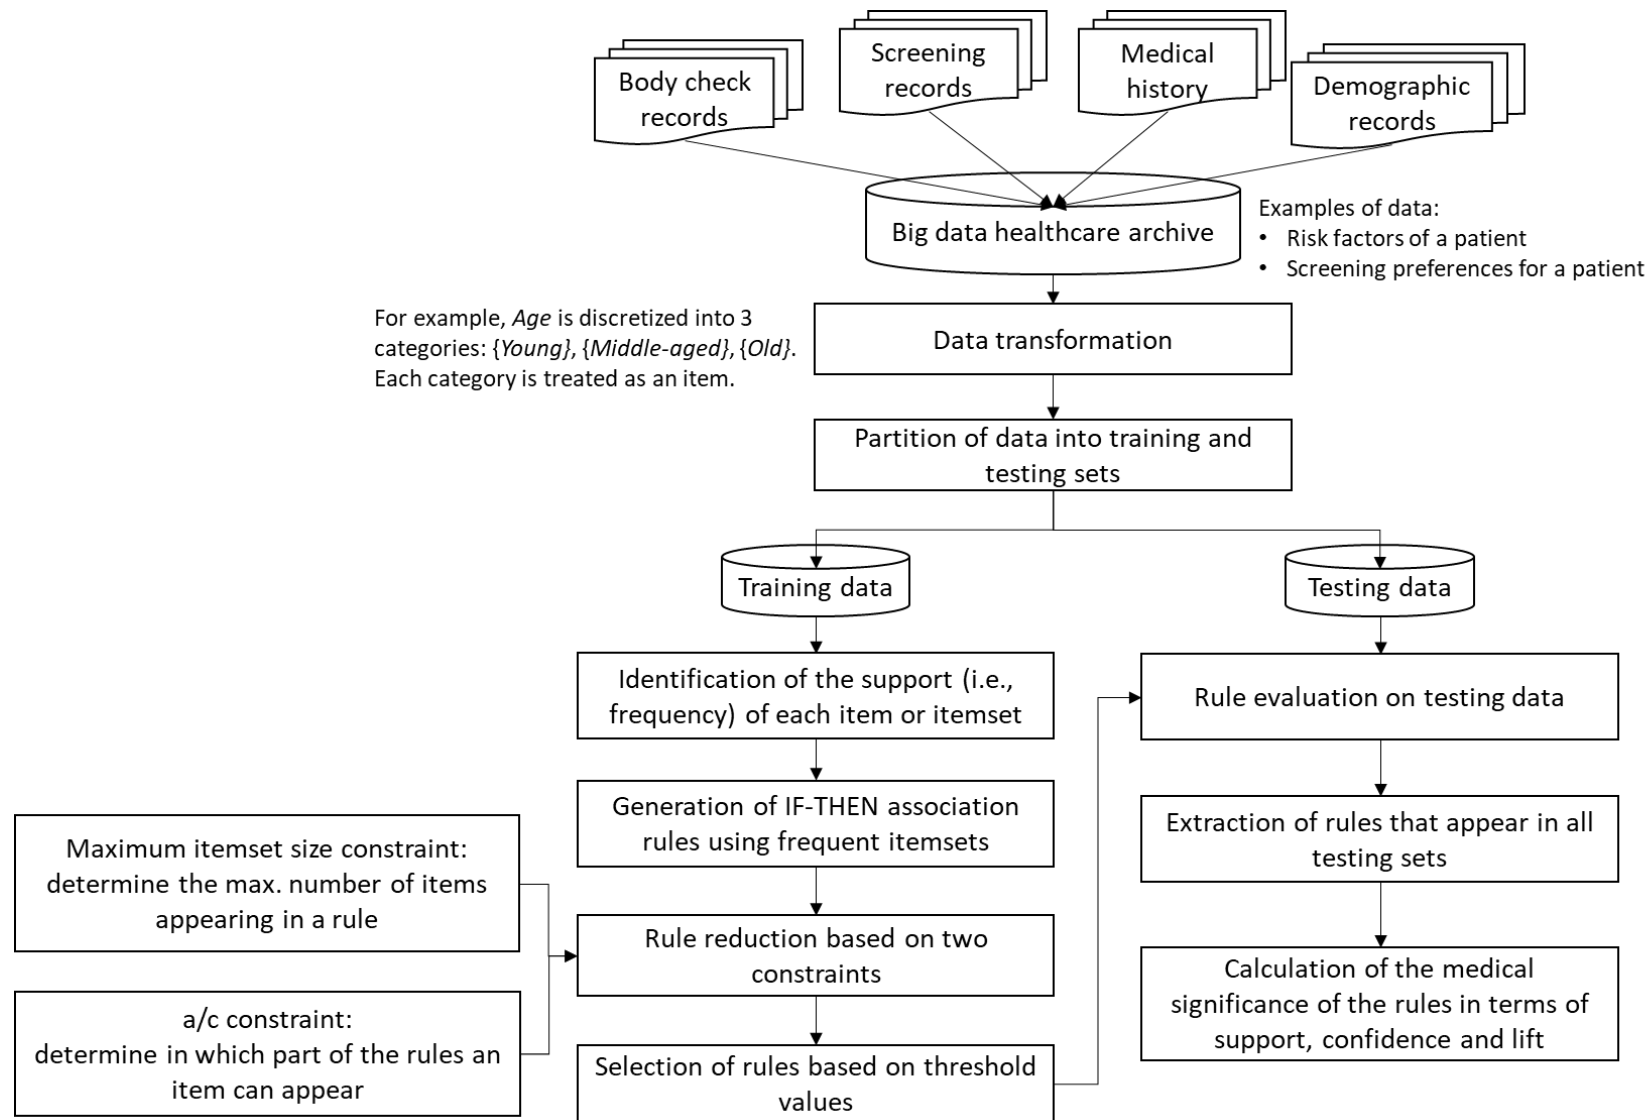 Body check
records
Screening
records
Medical
history
Demographic
records
Big data healthcare archive
Examples of data:
• Risk factors of a patient
• Screening preferences for a patient
For example, Age is discretized into 3
categories: {Young}, {Middle-aged}, {Old}.
Each category is treated as an item.
Data transformation
Partition of data into training and
testing sets
Training data
Testing data
Identification of the support (i.e.,
frequency) of each item or itemset
Rule evaluation on testing data
Generation of IF-THEN association
rules using frequent itemsets
Extraction of rules that appear in all
testing sets
Maximum itemset size constraint:
determine the max. number of items
appearing in a rule
Rule reduction based on two
constraints
Calculation of the medical
significance of the rules in terms of
support, confidence and lift
a/c constraint:
determine in which part of the rules an
item can appear
Selection of rules based on threshold
values